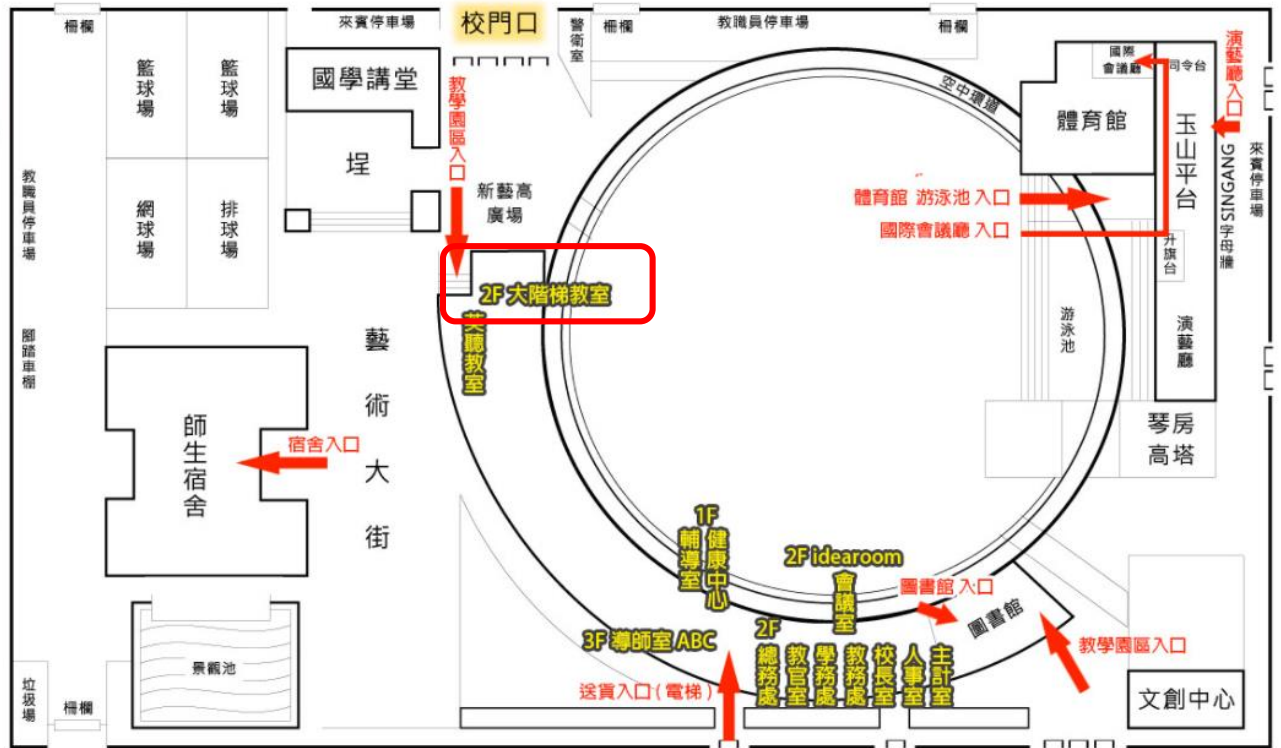 柵欄
來賓停車場
校門口
警衛室
柵欄
教職員停車場
柵欄
國際
會議廳
司令台
演藝廳入口
籃球場
籃球場
國學講堂
教學園區入口
空中環道
體育館
玉山平台
SINGANG字母牆
來賓停車場
教職員停車場
網球場
排球場
埕
新藝高
廣場
體育館 游泳池 入口
國際會議廳 入口
升旗台
2F 大階梯教室
英聽教室
腳踏車棚
游泳池
演藝廳
藝術大街
師生宿舍
宿舍入口
琴房
高塔
1F
健康中心
輔導室
2F idearoom
會議室
圖書館 入口
圖書館
3F 導師室 ABC
2F
總務處
教官室
學務處
教務處
校長室
人事室
主計室
教學園區入口
景觀池
送貨入口(電梯)
垃圾場
柵欄
文創中心